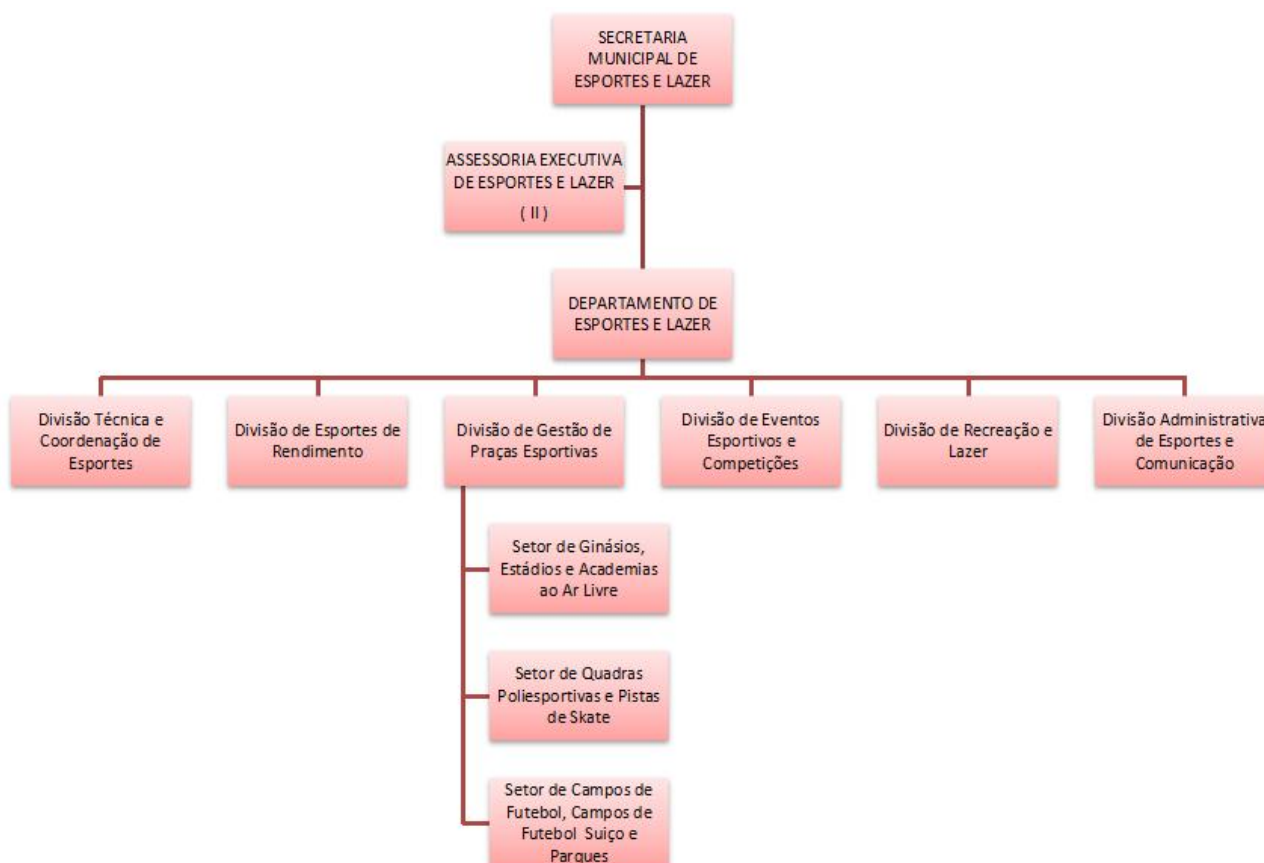 SECRETARIA
MUNICIPAL DE
ESPORTES E LAZER
ASSESSORIA EXECUTIVA
DE ESPORTES E LAZER
( II )
DEPARTAMENTO DE
ESPORTES E LAZER
Divisão Técnica e
Coordenação de
Esportes
Divisão de Esportes de
Rendimento
Divisão de Gestão de
Praças Esportivas
Divisão de Eventos
Esportivos e
Competições
Divisão de Recreação e
Lazer
Divisão Administrativa
de Esportes e
Comunicação
Setor de Ginásios,
Estádios e Academias
ao Ar Livre
Setor de Quadras
Poliesportivas e Pistas
de Skate
Setor de Campos de
Futebol, Campos de
Futebol Suiço e
Parques